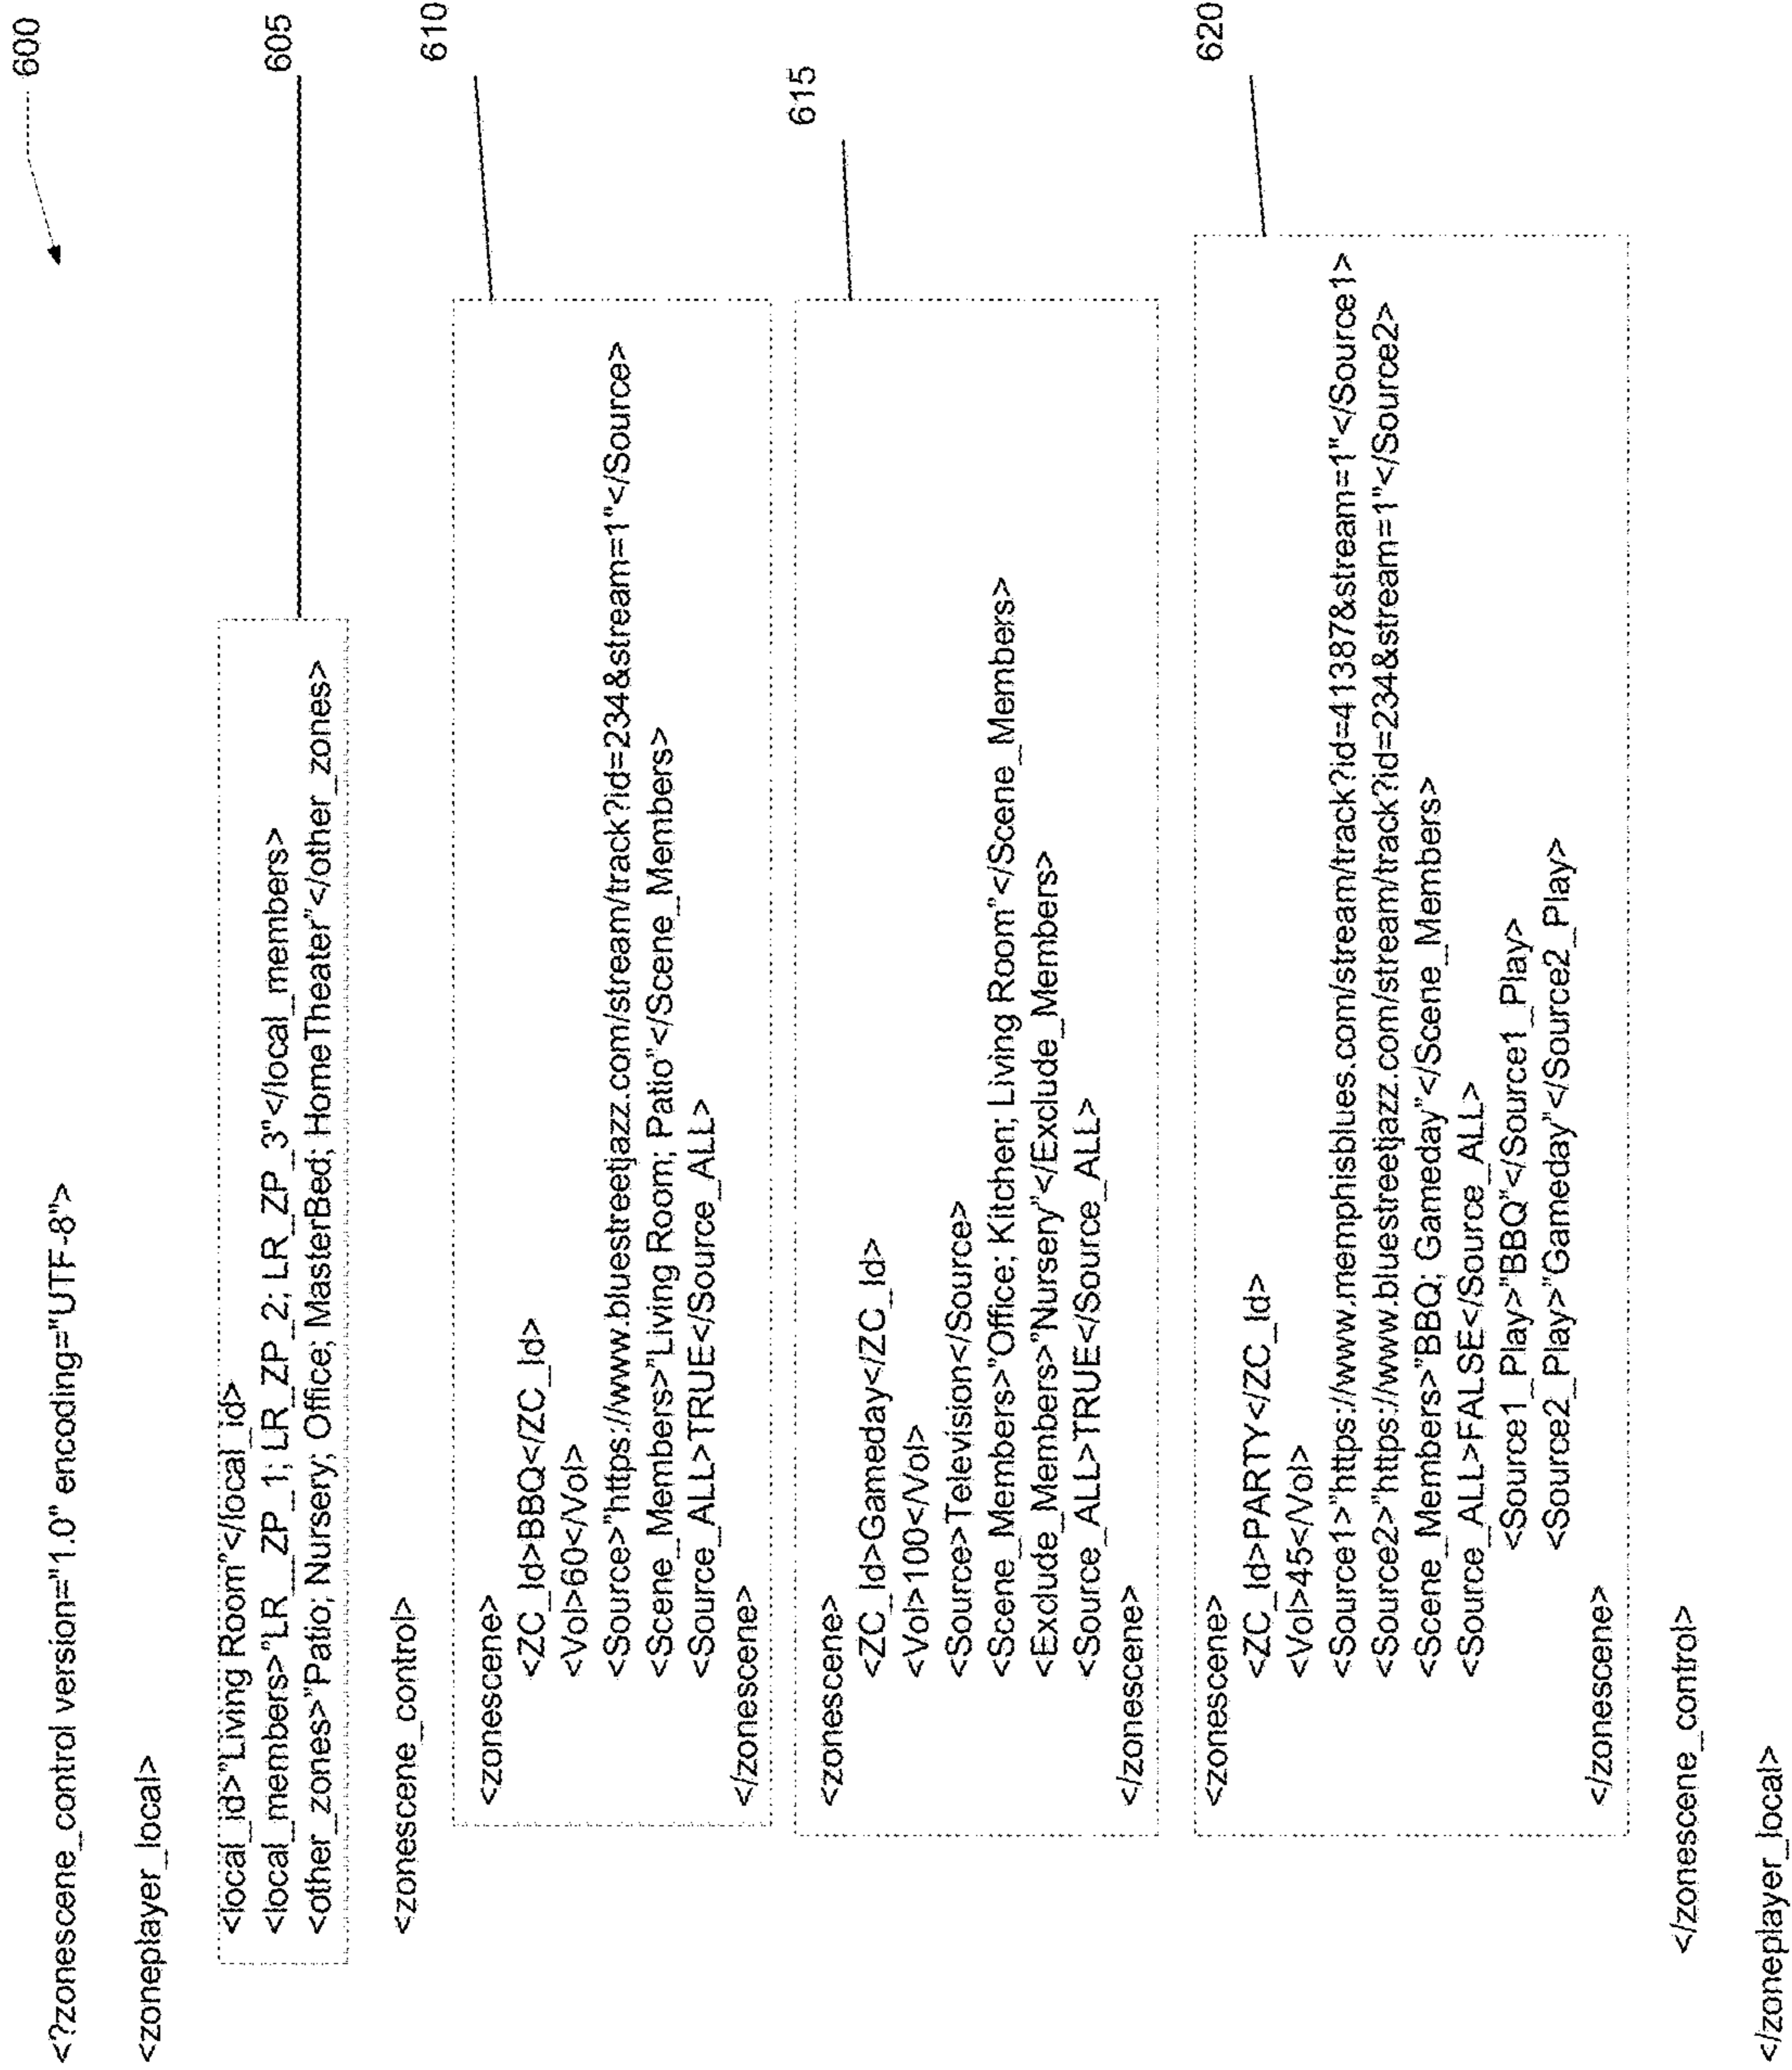 600
<?zonescene_control version="1.0" encoding="UTF-8">
<zoneplayer_local>
605
<local_id>"Living Room"</local_id>
<local_members>"LR__ZP_1; LR_ZP_2; LR_ZP_3"</local_members>
<other_zones>"Patio; Nursery; Office; MasterBed; HomeTheater"</other_zones>
<zonescene_control>
610
<zonescene>
<ZC_Id>BBQ</ZC_Id>
<Vol>60</Vol>
<Source>"https://www.bluestreetjazz.com/stream/track?id=234&stream=1"</Source>
<Scene_Members>"Living Room; Patio"</Scene_Members>
<Source_ALL>TRUE</Source_ALL>
</zonescene>
615
<zonescene>
<ZC_Id>Gameday</ZC_Id>
<Vol>100</Vol>
<Source>Television</Source>
<Scene_Members>"Office; Kitchen; Living Room"</Scene_Members>
<Exclude_Members>"Nursery"</Exclude_Members>
<Source_ALL>TRUE</Source_ALL>
</zonescene>
620
<zonescene>
<ZC_Id>PARTY</ZC_Id>
<Vol>45</Vol>
<Source1>"https://www.memphisblues.com/stream/track?id=41387&stream=1"</Source1>
<Source2>"https://www.bluestreetjazz.com/stream/track?id=234&stream=1"</Source2>
<Scene_Members>"BBQ; Gameday"</Scene_Members>
<Source_ALL>FALSE</Source_ALL>
<Source1_Play>"BBQ"</Source1_Play>
<Source2_Play>"Gameday"</Source2_Play>
</zonescene>
</zonescene_control>
</zoneplayer_local>